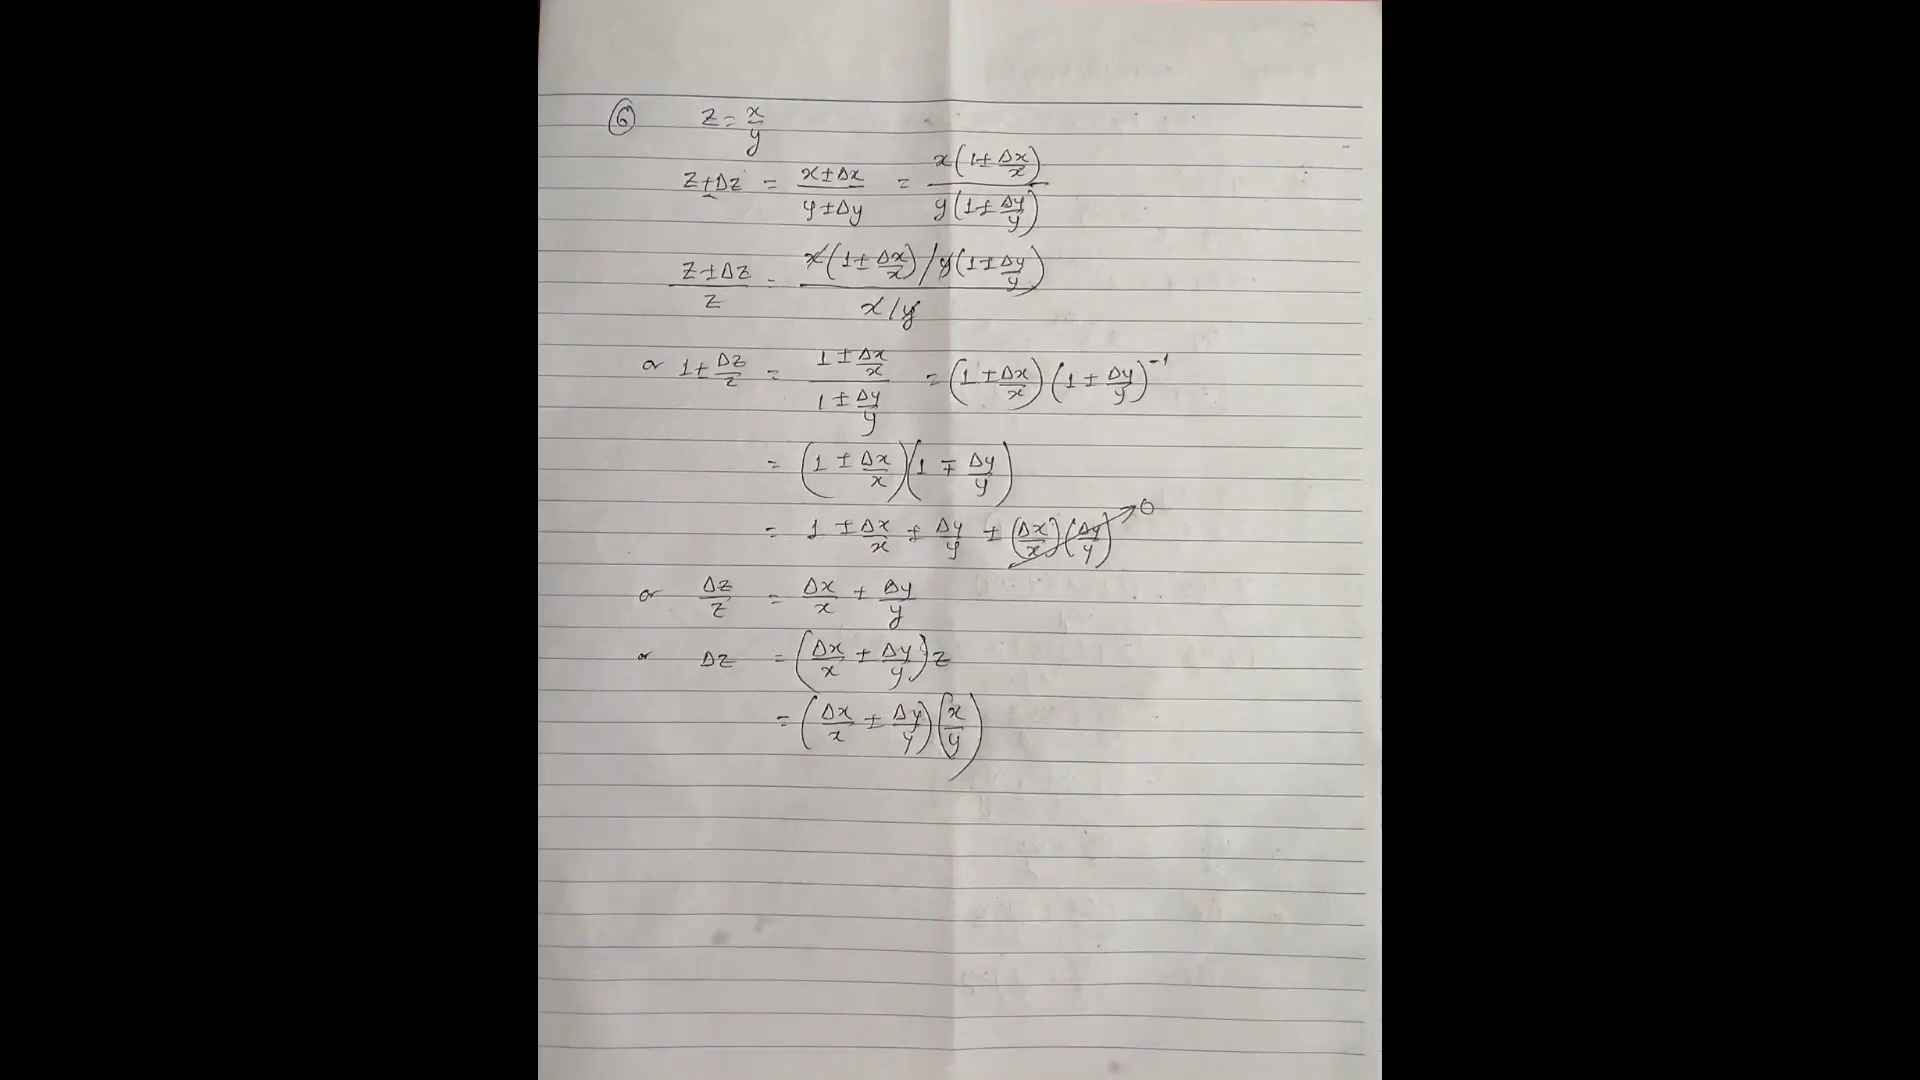 ⑥ z = x/y
z ± Δz = (x ± Δx)/(y ± Δy) = x(1 ± Δx/x) / y(1 ± Δy/y)
(z ± Δz)/z = x(1 ± Δx/x) / y(1 ± Δy/y) / (x/y)
or 1 ± Δz/z = (1 ± Δx/x)/(1 ± Δy/y) = (1 ± Δx/x)(1 ± Δy/y)⁻¹
= (1 ± Δx/x)(1 ∓ Δy/y)
= 1 ± Δx/x ± Δy/y ± (Δx/x)(Δy/y) → 0
or Δz/z = Δx/x ± Δy/y
or Δz = (Δx/x ± Δy/y) z
= (Δx/x ± Δy/y)(x/y)